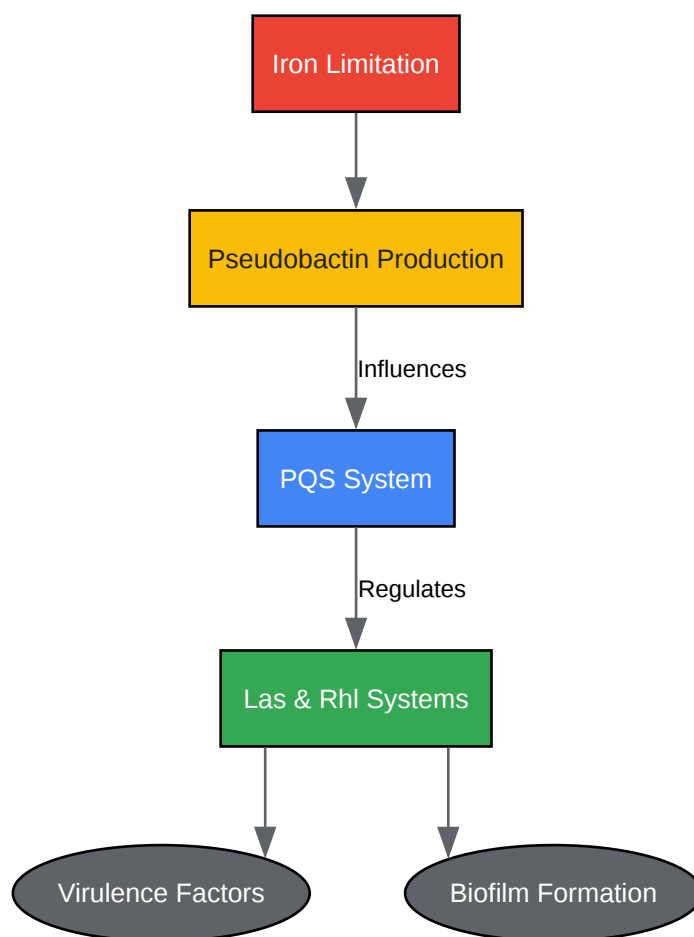 Iron Limitation
Pseudobactin Production
Influences
PQS System
Regulates
Las & Rhl Systems
Virulence Factors
Biofilm Formation